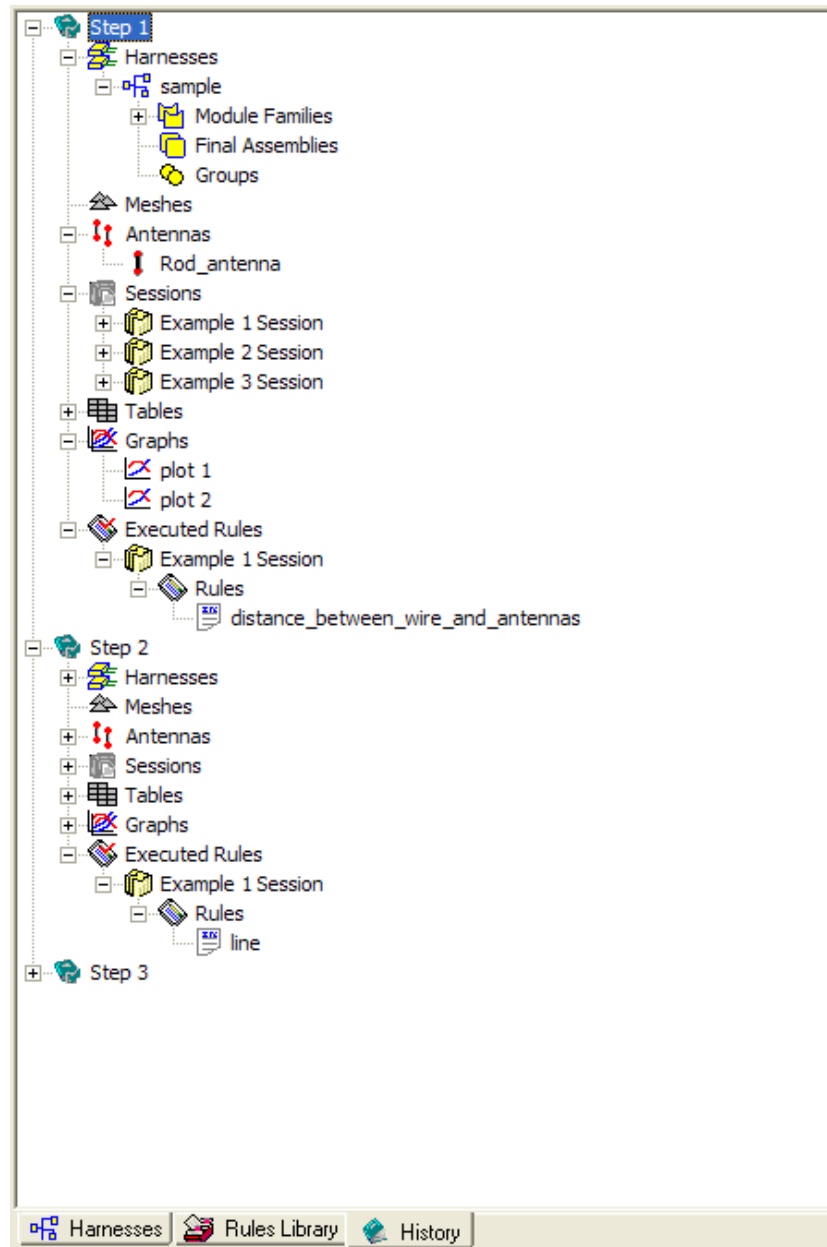 Step 1
Harnesses
sample
Module Families
Final Assemblies
Groups
Meshes
Antennas
Rod_antenna
Sessions
Example 1 Session
Example 2 Session
Example 3 Session
Tables
Graphs
plot 1
plot 2
Executed Rules
Example 1 Session
Rules
distance_between_wire_and_antennas
Step 2
Harnesses
Meshes
Antennas
Sessions
Tables
Graphs
Executed Rules
Example 1 Session
Rules
line
Step 3
Harnesses Rules Library History